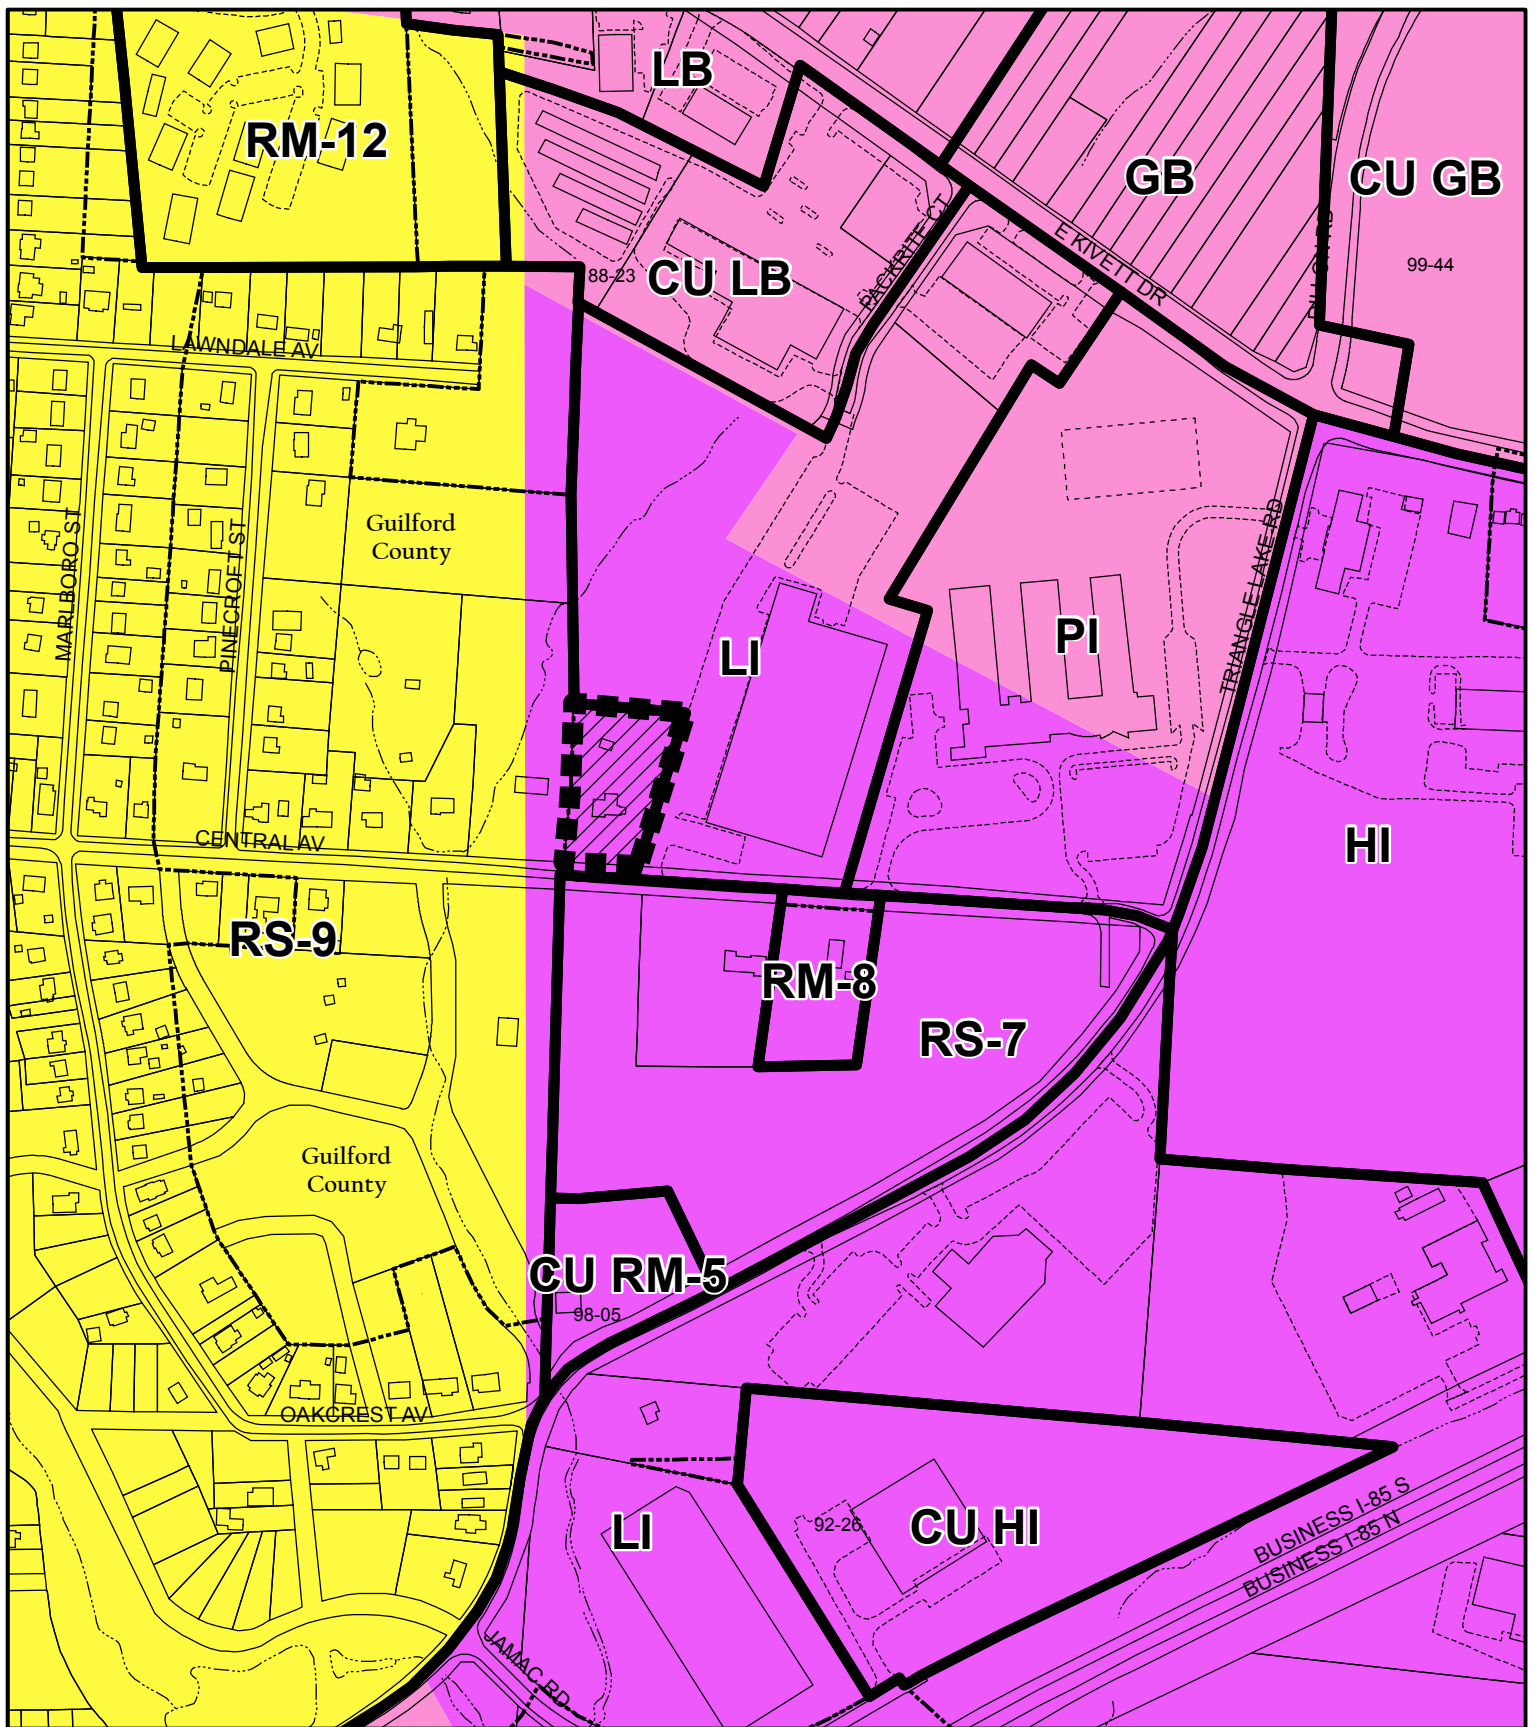 LB
RM-12
GB
CU GB
E KIVETT DR
PACKRITE CT
99-44
88-23
CU LB
LAWNDALE AV
Guilford
County
MARLBORO ST
PINECROFT ST
TRIANGLE LAKE RD
PI
LI
CENTRAL AV
HI
RS-9
RM-8
RS-7
Guilford
County
CU RM-5
98-05
OAKCREST AV
BUSINESS I-85 S
BUSINESS I-85 N
92-26
CU HI
LI
JAMAC RD